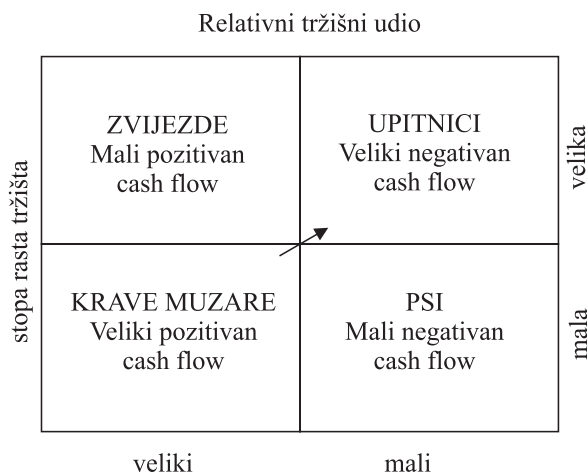 Relativni tržišni udio
ZVIJEZDE
Mali pozitivan
cash flow
UPITNICI
Veliki negativan
cash flow
velika
stopa rasta tržišta
KRAVE MUZARE
Veliki pozitivan
cash flow
PSI
Mali negativan
cash flow
mala
veliki
mali